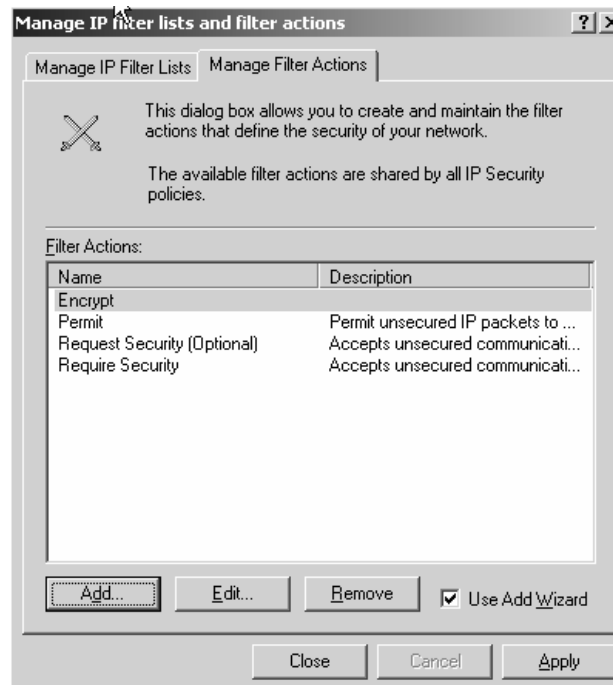 Manage IP filter lists and filter actions
Manage IP Filter Lists
Manage Filter Actions
This dialog box allows you to create and maintain the filter
actions that define the security of your network.
The available filter actions are shared by all IP Security
policies.
Filter Actions:
Name Description
Encrypt
Permit Permit unsecured IP packets to ...
Request Security (Optional) Accepts unsecured communicati...
Require Security Accepts unsecured communicati...
Add... Edit... Remove Use Add Wizard
Close Cancel Apply